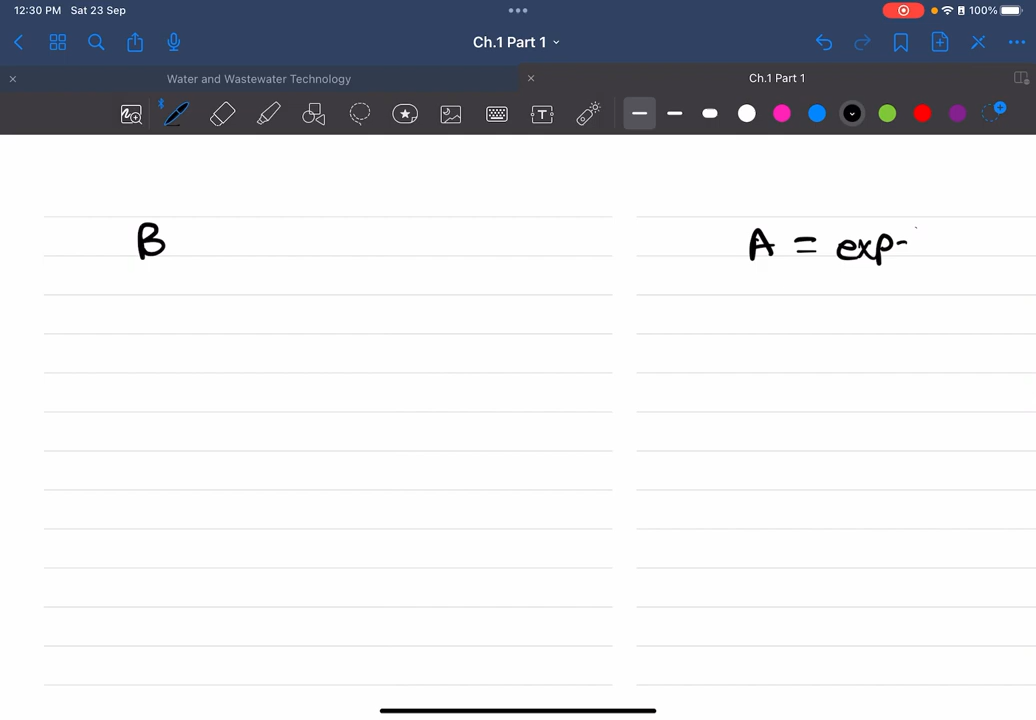 12:30 PM Sat 23 Sep 100%
Ch.1 Part 1
Water and Wastewater Technology
Ch.1 Part 1
T
B
A = exp-